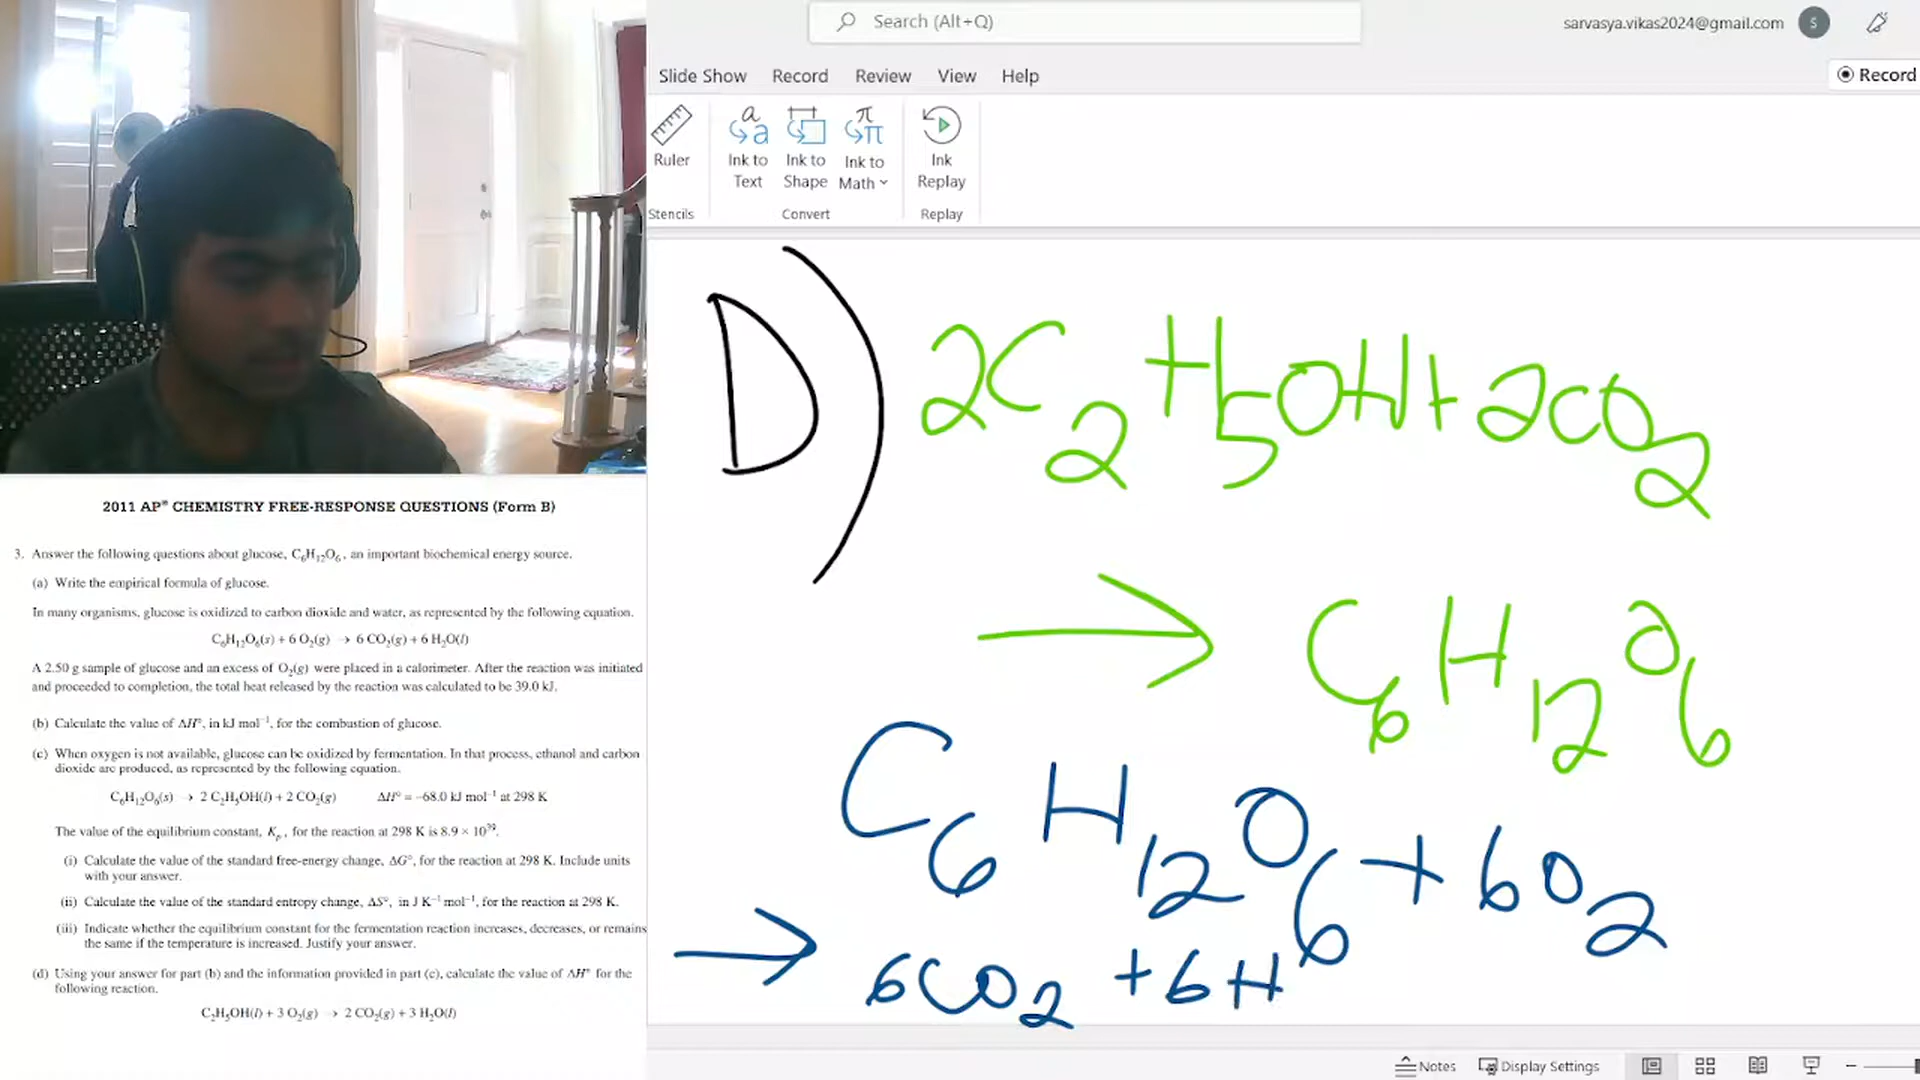 Search (Alt+Q)
sarvasya.vikas2024@gmail.com
S
Slide Show Record Review View Help
Record
Ruler
Ink to Text
Ink to Shape
Ink to Math
Ink Replay
Stencils
Convert
Replay
D)
2C2H5OH + 2CO2
→ C6H12O6
C6H12O6 + 6O2
→ 6CO2 + 6H
2011 AP® CHEMISTRY FREE-RESPONSE QUESTIONS (Form B)
3. Answer the following questions about glucose, C6H12O6, an important biochemical energy source.
(a) Write the empirical formula of glucose.
In many organisms, glucose is oxidized to carbon dioxide and water, as represented by the following equation.
C6H12O6(s) + 6 O2(g) → 6 CO2(g) + 6 H2O(l)
A 2.50 g sample of glucose and an excess of O2(g) were placed in a calorimeter. After the reaction was initiated
and proceeded to completion, the total heat released by the reaction was calculated to be 39.0 kJ.
(b) Calculate the value of ΔH°, in kJ mol⁻¹, for the combustion of glucose.
(c) When oxygen is not available, glucose can be oxidized by fermentation. In that process, ethanol and carbon
dioxide are produced, as represented by the following equation.
C6H12O6(s) → 2 C2H5OH(l) + 2 CO2(g) ΔH° = −68.0 kJ mol⁻¹ at 298 K
The value of the equilibrium constant, Kp, for the reaction at 298 K is 8.9 × 10³⁹.
(i) Calculate the value of the standard free-energy change, ΔG°, for the reaction at 298 K. Include units
with your answer.
(ii) Calculate the value of the standard entropy change, ΔS°, in J K⁻¹ mol⁻¹, for the reaction at 298 K.
(iii) Indicate whether the equilibrium constant for the fermentation reaction increases, decreases, or remains
the same if the temperature is increased. Justify your answer.
(d) Using your answer for part (b) and the information provided in part (c), calculate the value of ΔH° for the
following reaction.
C2H5OH(l) + 3 O2(g) → 2 CO2(g) + 3 H2O(l)
Notes Display Settings